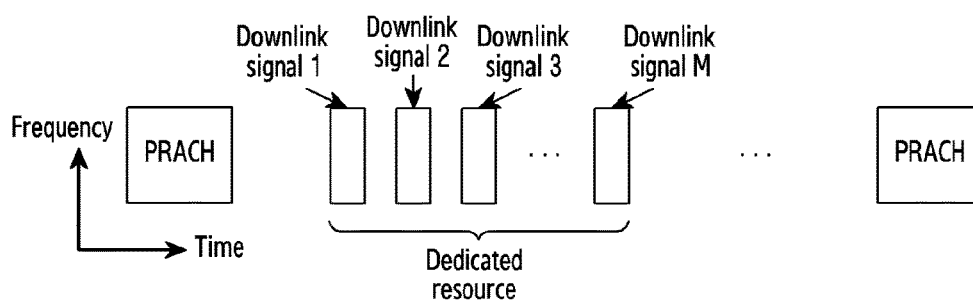 Downlink
signal 1
Downlink
signal 2
Downlink
signal 3
Downlink
signal M
Frequency
PRACH
...
...
PRACH
Time
Dedicated
resource